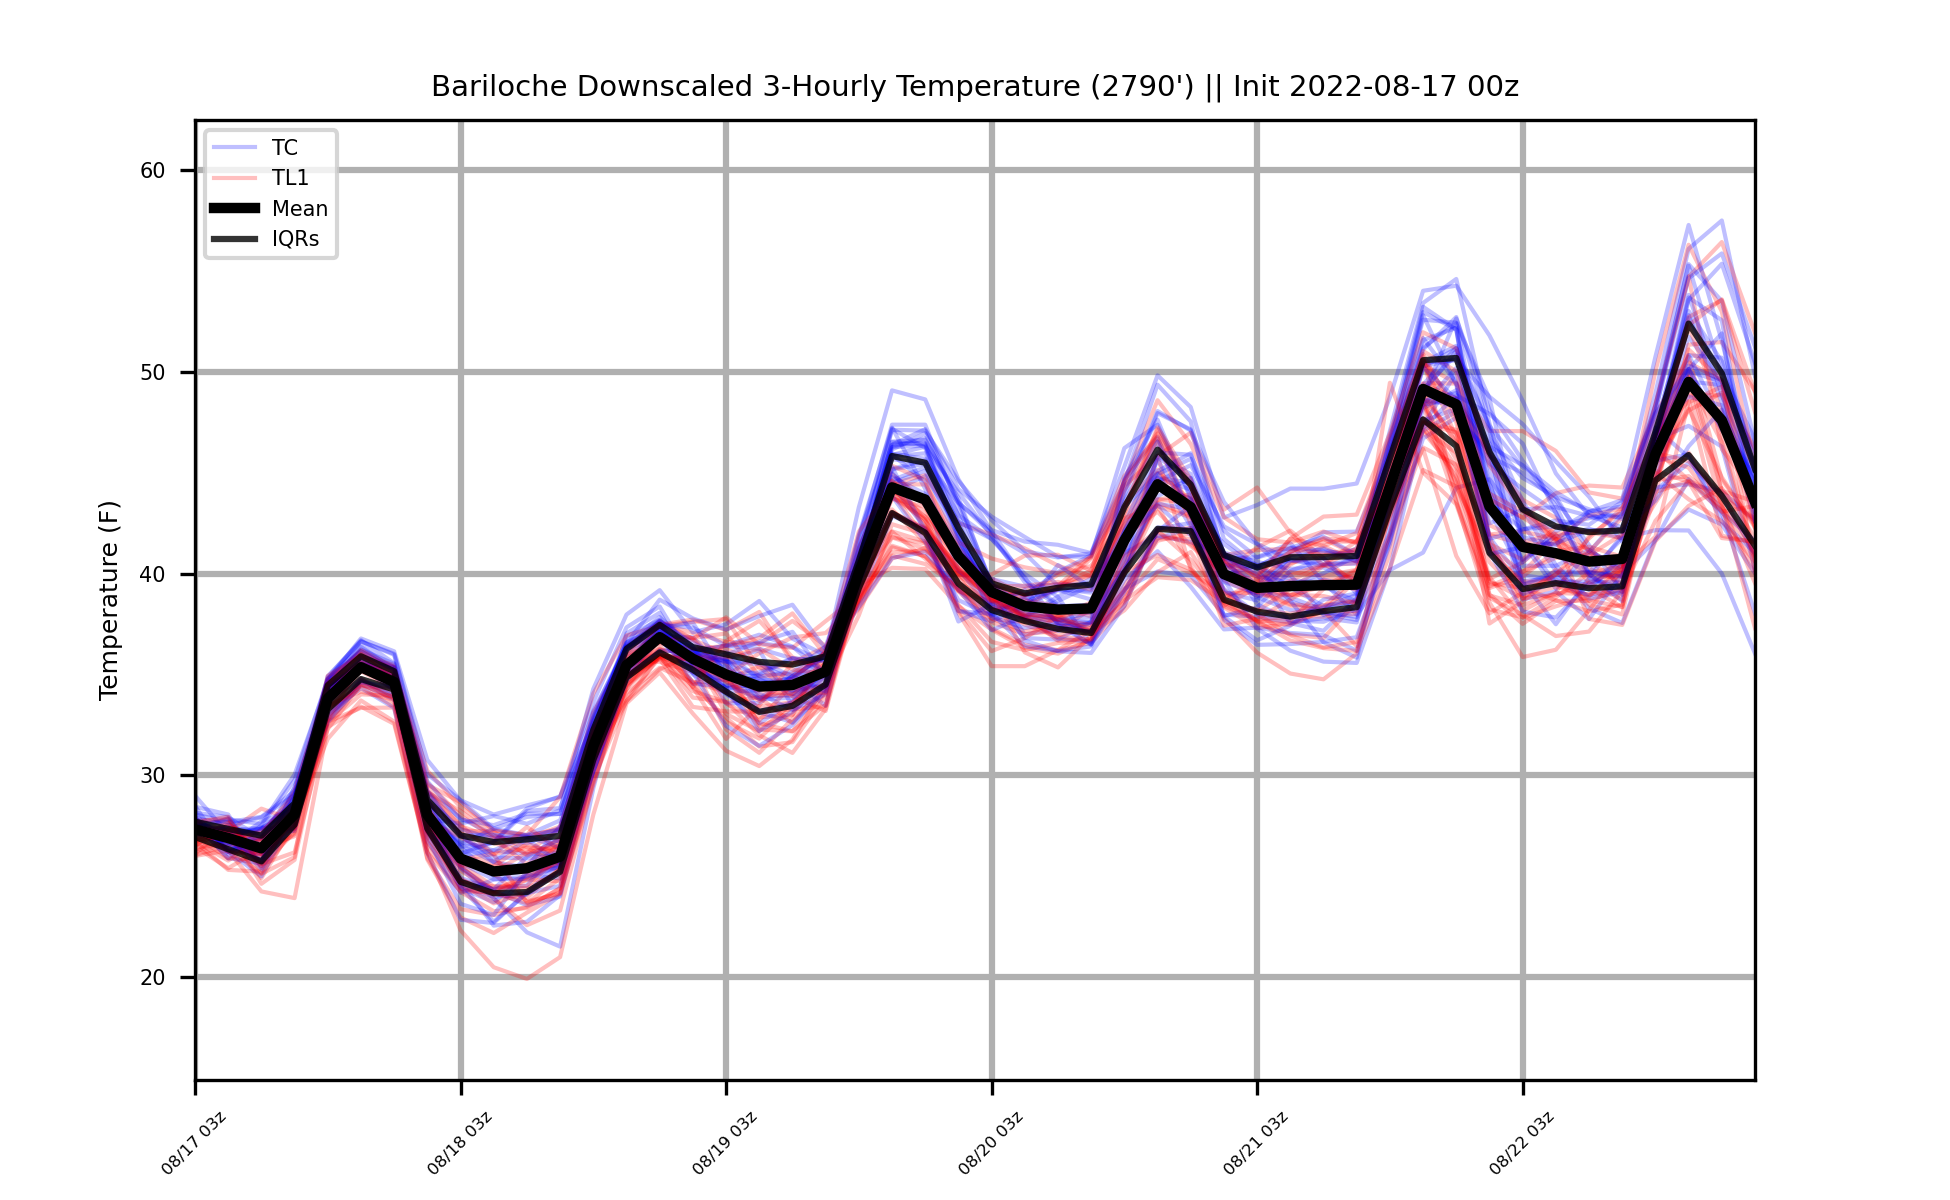 Bariloche Downscaled 3-Hourly Temperature (2790') || Init 2022-08-17 00z
TC
TL1
Mean
IQRs
Temperature (F)
60
50
40
30
20
08/17 03z
08/18 03z
08/19 03z
08/20 03z
08/21 03z
08/22 03z